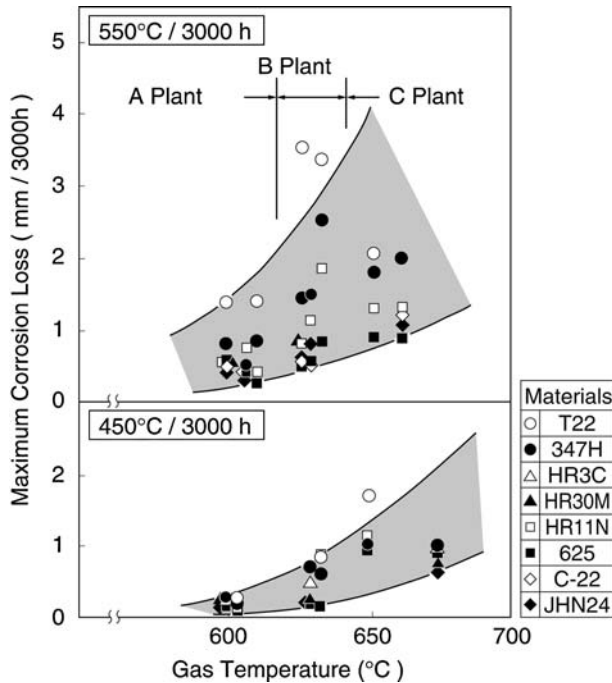 550°C / 3000 h
B Plant
A Plant
C Plant
5
4
3
2
1
0
450°C / 3000 h
2
1
0
600
650
700
Maximum Corrosion Loss ( mm / 3000h )
Gas Temperature (°C)
Materials
T22
347H
HR3C
HR30M
HR11N
625
C-22
JHN24